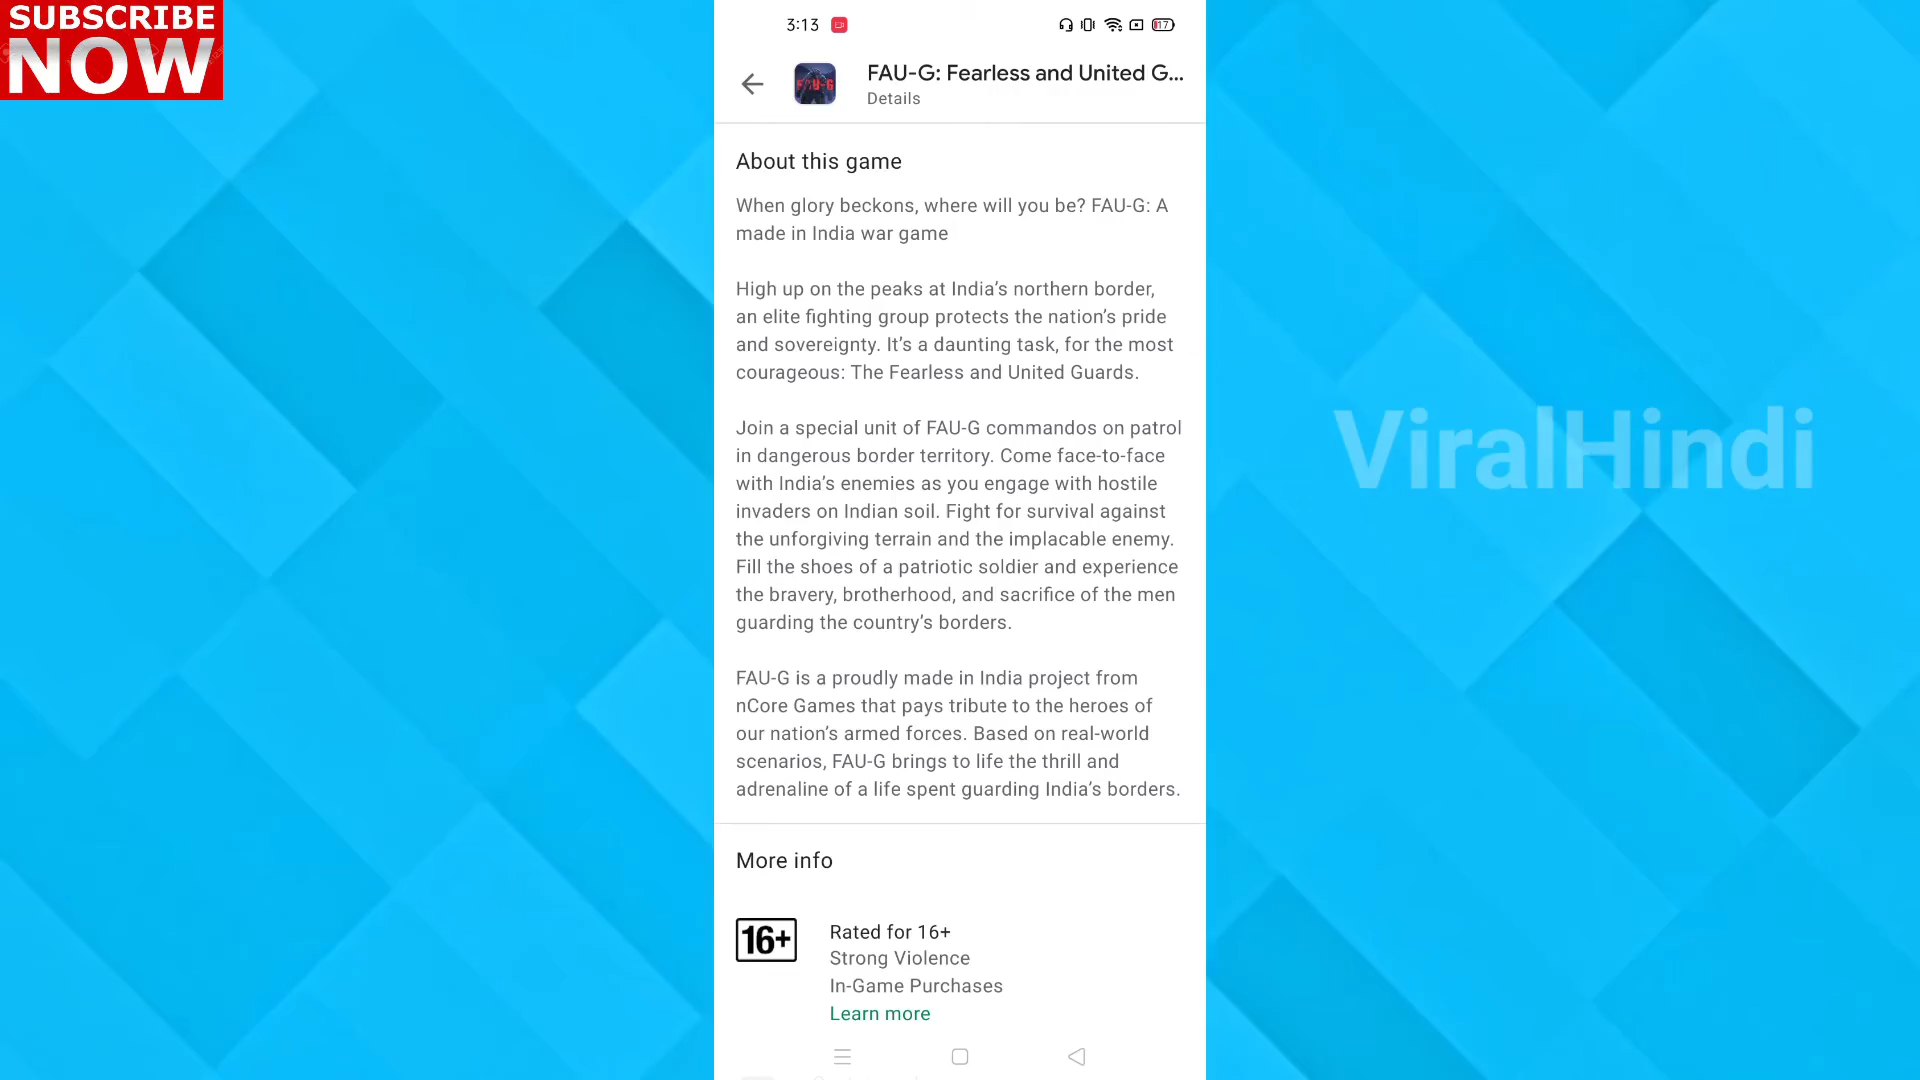 SUBSCRIBE
NOW
3:13
17
FAU-G: Fearless and United G...
Details
FAU-G
About this game
When glory beckons, where will you be? FAU-G: A
made in India war game
High up on the peaks at India’s northern border,
an elite fighting group protects the nation’s pride
and sovereignty. It’s a daunting task, for the most
courageous: The Fearless and United Guards.
Join a special unit of FAU-G commandos on patrol
in dangerous border territory. Come face-to-face
with India’s enemies as you engage with hostile
invaders on Indian soil. Fight for survival against
the unforgiving terrain and the implacable enemy.
Fill the shoes of a patriotic soldier and experience
the bravery, brotherhood, and sacrifice of the men
guarding the country’s borders.
FAU-G is a proudly made in India project from
nCore Games that pays tribute to the heroes of
our nation’s armed forces. Based on real-world
scenarios, FAU-G brings to life the thrill and
adrenaline of a life spent guarding India’s borders.
More info
16+
Rated for 16+
Strong Violence
In-Game Purchases
Learn more
ViralHindi